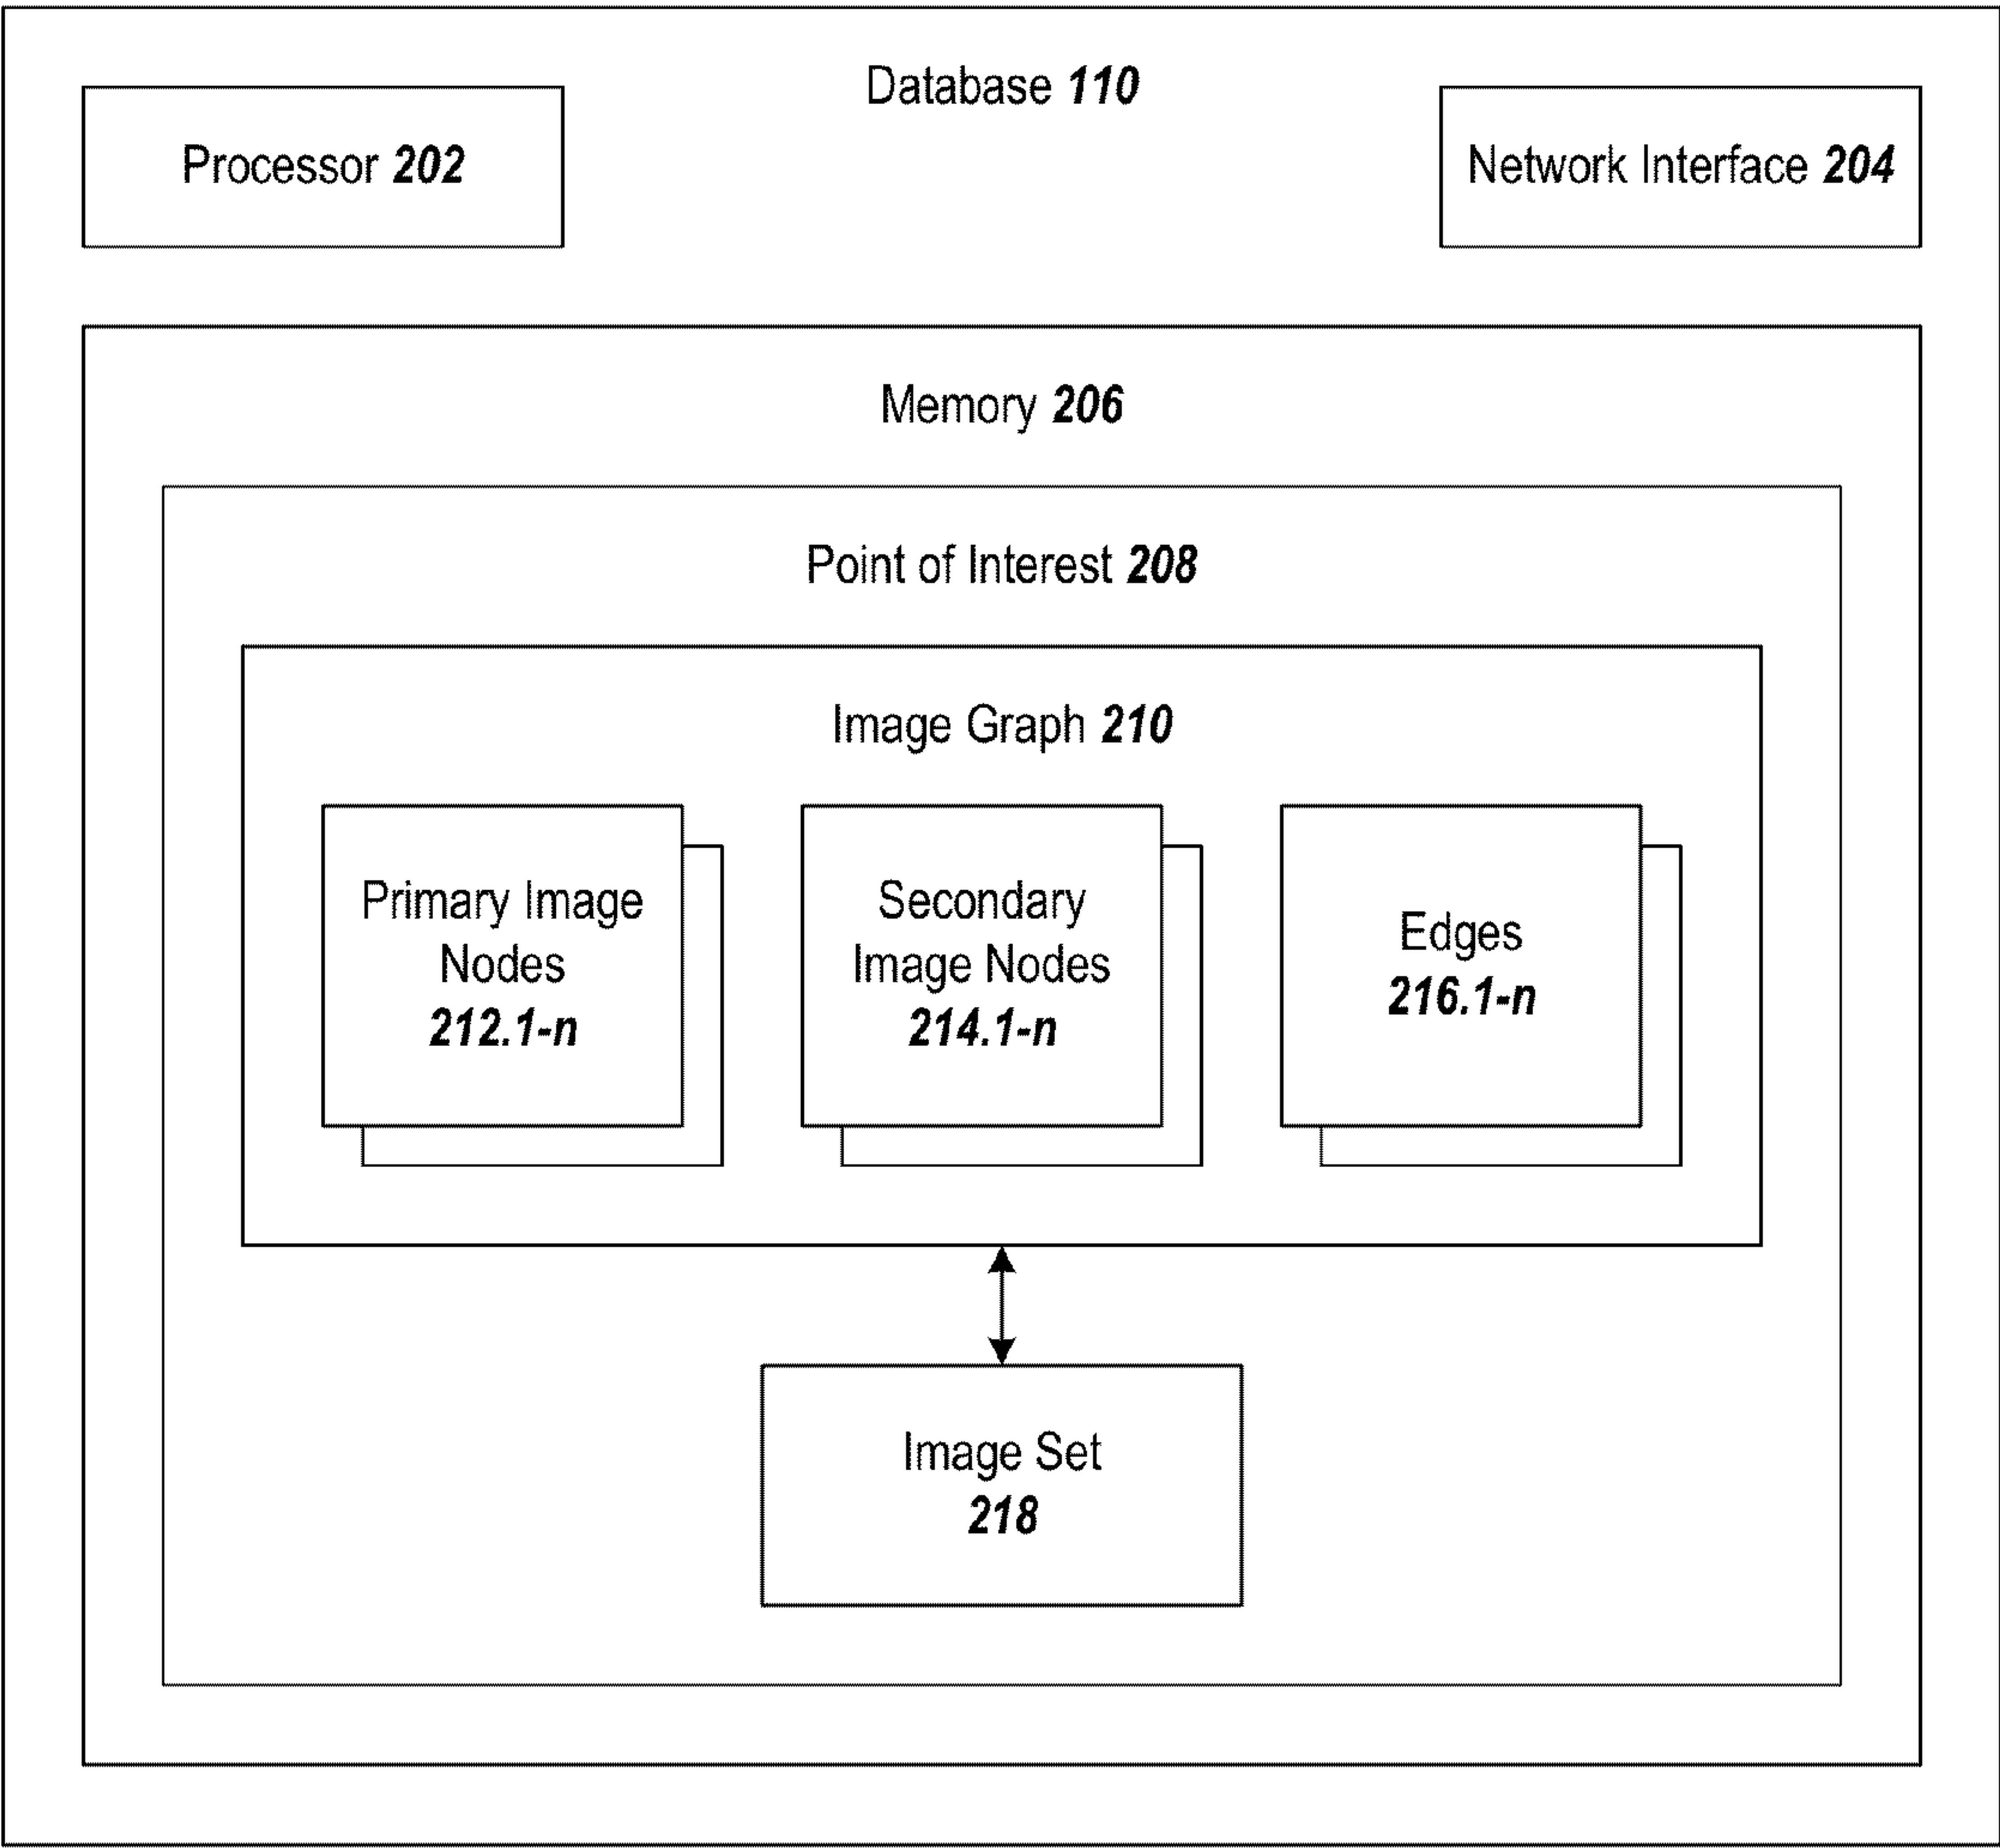 Database 110
Processor 202
Network Interface 204
Memory 206
Point of Interest 208
Image Graph 210
Primary Image
Nodes
212.1-n
Secondary
Image Nodes
214.1-n
Edges
216.1-n
Image Set
218